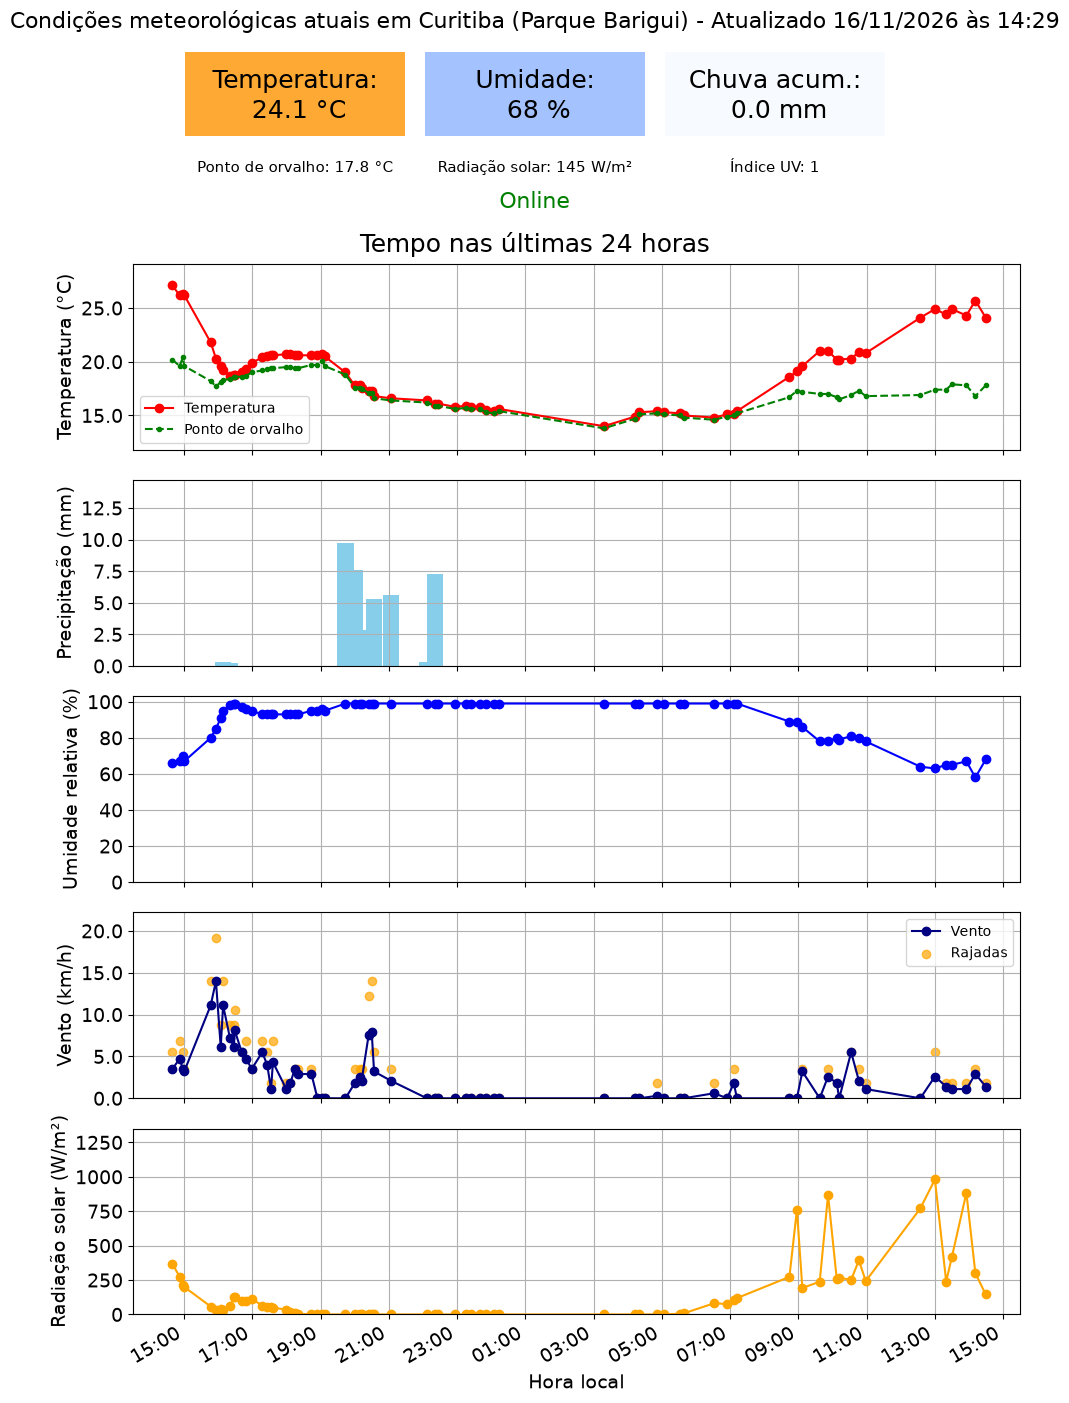 Condições meteorológicas atuais em Curitiba (Parque Barigui) - Atualizado 16/11/2026 às 14:29
Temperatura:
24.1 °C
Umidade:
68 %
Chuva acum.:
0.0 mm
Ponto de orvalho: 17.8 °C
Radiação solar: 145 W/m²
Índice UV: 1
Online
Tempo nas últimas 24 horas
Temperatura (°C)
25.0
20.0
15.0
Temperatura
Ponto de orvalho
Precipitação (mm)
12.5
10.0
7.5
5.0
2.5
0.0
Umidade relativa (%)
100
80
60
40
20
0
Vento (km/h)
20.0
15.0
10.0
5.0
0.0
Vento
Rajadas
Radiação solar (W/m²)
1250
1000
750
500
250
0
15:00
17:00
19:00
21:00
23:00
01:00
03:00
05:00
07:00
09:00
11:00
13:00
15:00
Hora local